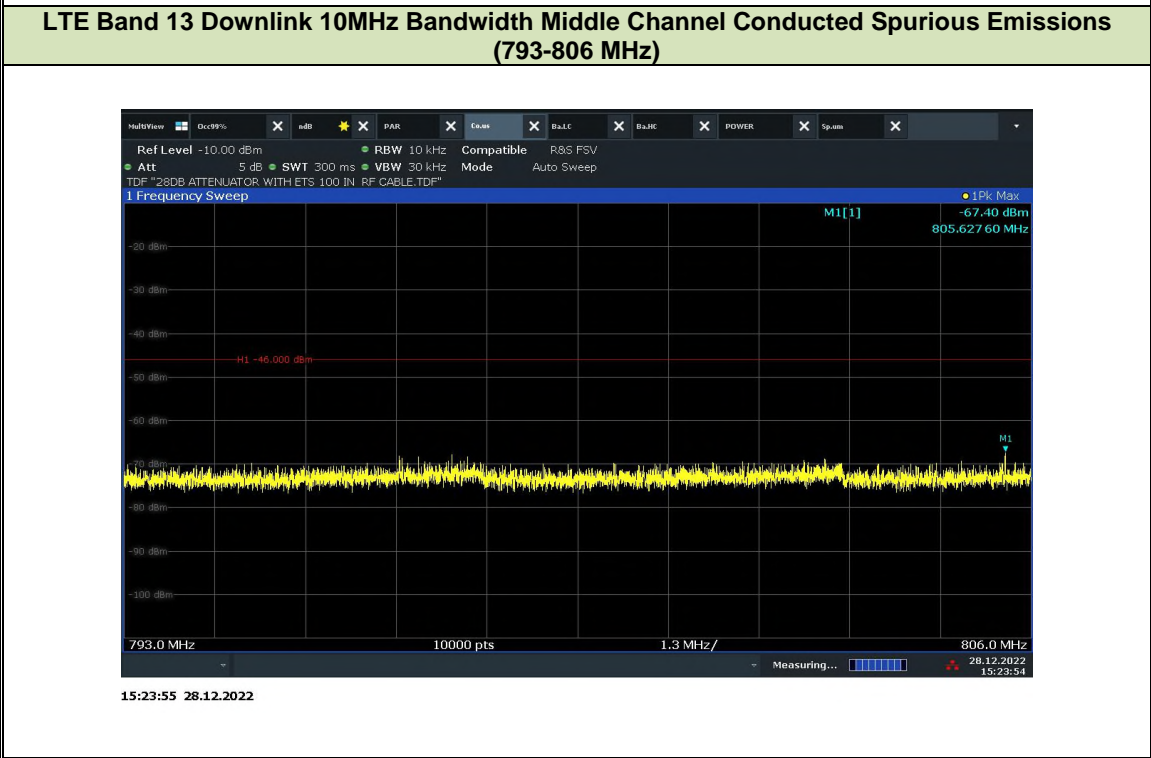 LTE Band 13 Downlink 10MHz Bandwidth Middle Channel Conducted Spurious Emissions
(793-806 MHz)
MultiView Occ99% ndB PAR Co.us Ba.LC Ba.HC POWER Sp.um
Ref Level -10.00 dBm RBW 10 kHz Compatible R&S FSV
Att 5 dB SWT 300 ms VBW 30 kHz Mode Auto Sweep
TDF "28DB ATTENUATOR WITH ETS 100 IN RF CABLE.TDF"
1 Frequency Sweep 1Pk Max
M1[1] -67.40 dBm
805.62760 MHz
-20 dBm
-30 dBm
-40 dBm
H1 -46.000 dBm
-50 dBm
-60 dBm
M1
-70 dBm
-80 dBm
-90 dBm
-100 dBm
793.0 MHz 10000 pts 1.3 MHz/ 806.0 MHz
Measuring... 28.12.2022
15:23:54
15:23:55 28.12.2022